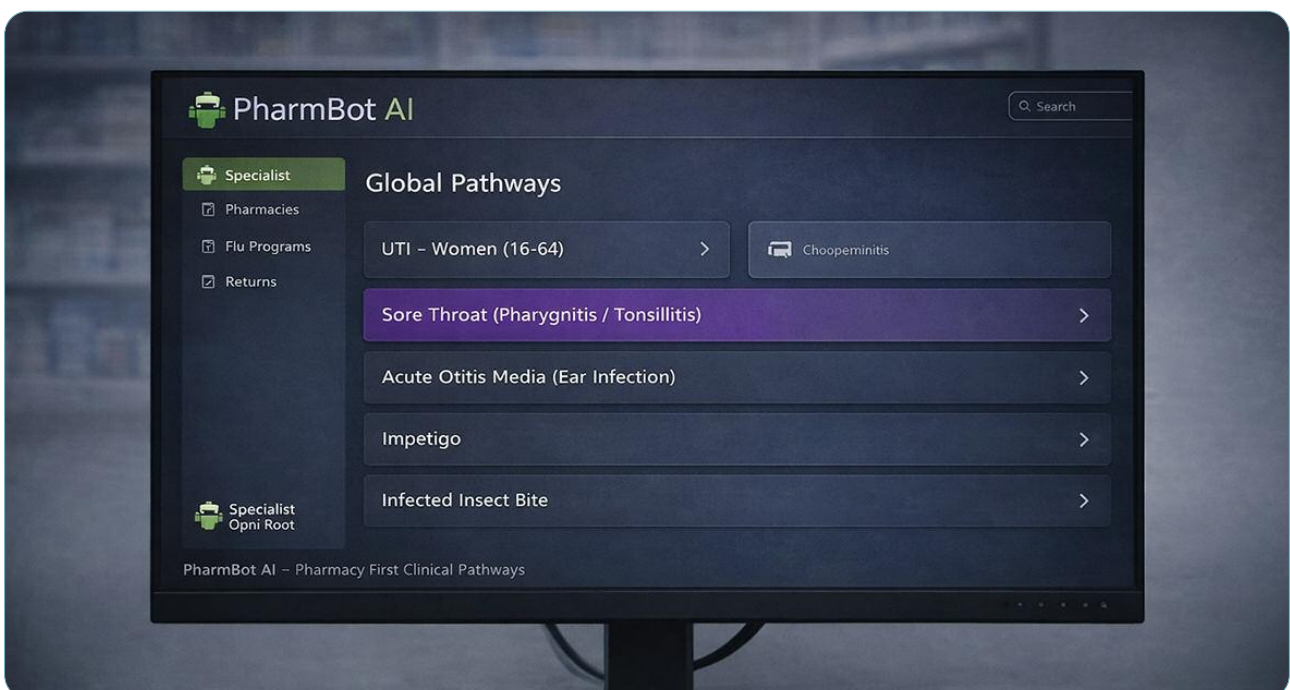 PharmBot AI
Search
Specialist
Pharmacies
Flu Programs
Returns
Specialist
Opni Root
Global Pathways
UTI – Women (16-64)
Choopeminitis
Sore Throat (Pharygnitis / Tonsillitis)
Acute Otitis Media (Ear Infection)
Impetigo
Infected Insect Bite
PharmBot AI – Pharmacy First Clinical Pathways